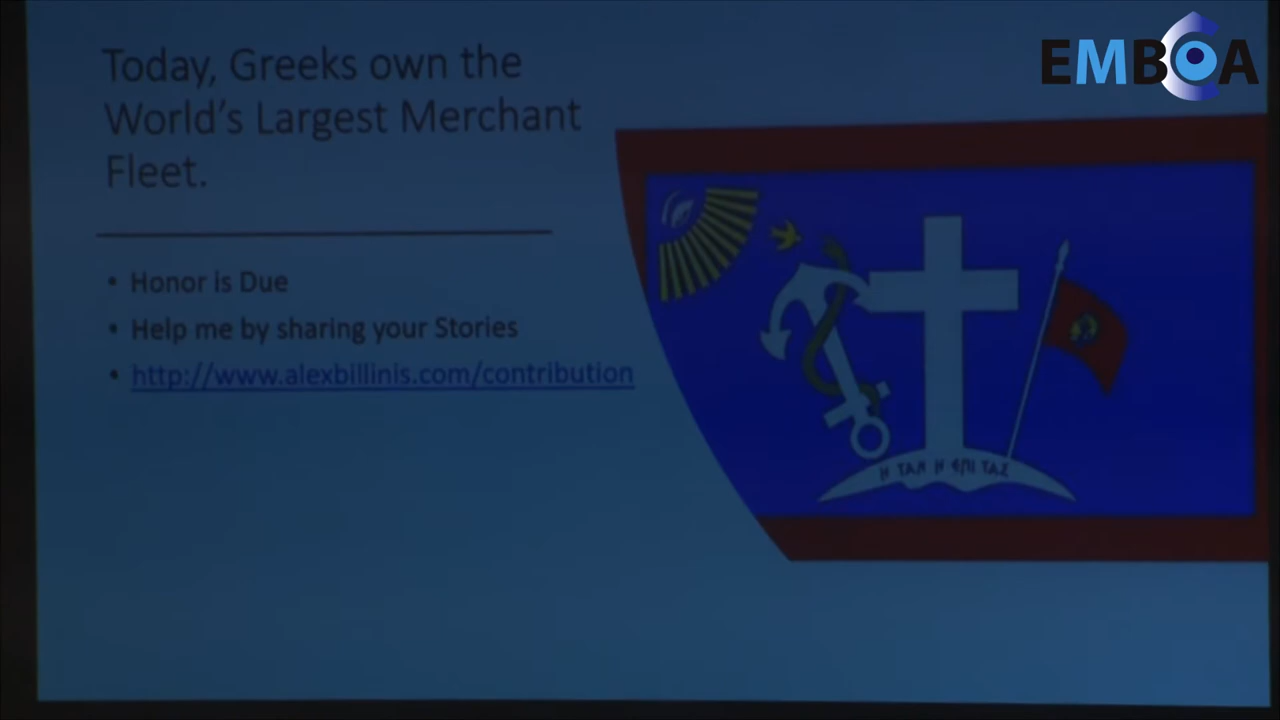 EMBCA
Today, Greeks own the
World's Largest Merchant
Fleet.
• Honor is Due
• Help me by sharing your Stories
• http://www.alexbillinis.com/contribution
Η ΤΑΝ Η ΕΠΙ ΤΑΣ